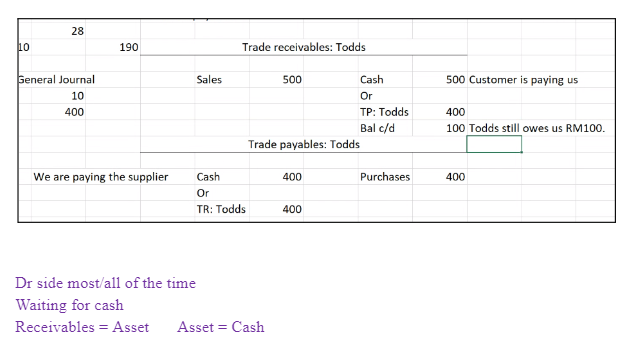 28
10 190 Trade receivables: Todds
General Journal Sales 500 Cash 500 Customer is paying us
10 Or
400 TP: Todds 400
Bal c/d 100 Todds still owes us RM100.
Trade payables: Todds
We are paying the supplier Cash 400 Purchases 400
Or
TR: Todds 400
Dr side most/all of the time
Waiting for cash
Receivables = Asset Asset = Cash